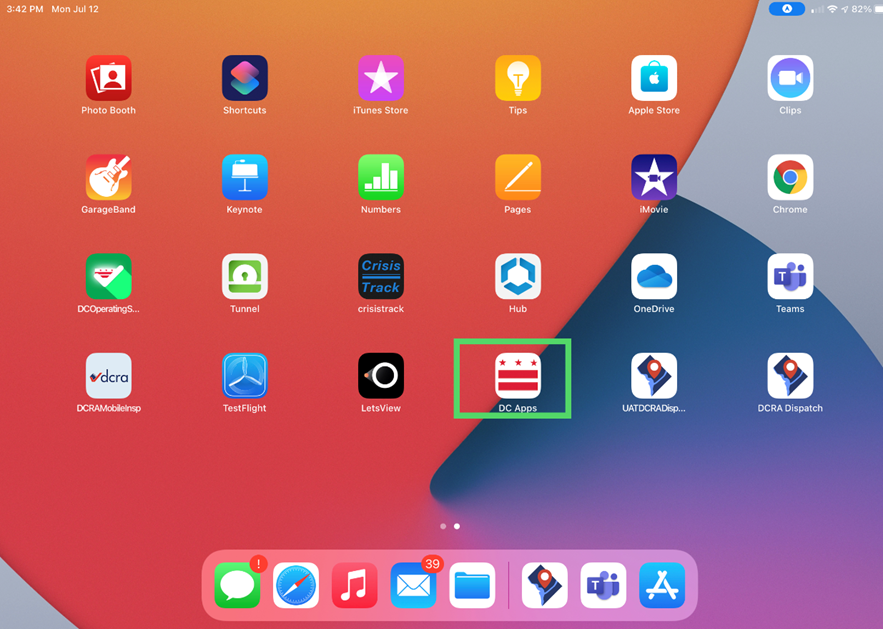 3:42 PM Mon Jul 12
82%
Photo Booth
Shortcuts
iTunes Store
Tips
Apple Store
Clips
GarageBand
Keynote
Numbers
Pages
iMovie
Chrome
Crisis
Track
DCOperatingS...
Tunnel
crisistrack
Hub
OneDrive
T
Teams
dcra
DCRAMobileInsp
TestFlight
LetsView
DC Apps
UATDCRADisp...
DCRA Dispatch
!
39
T